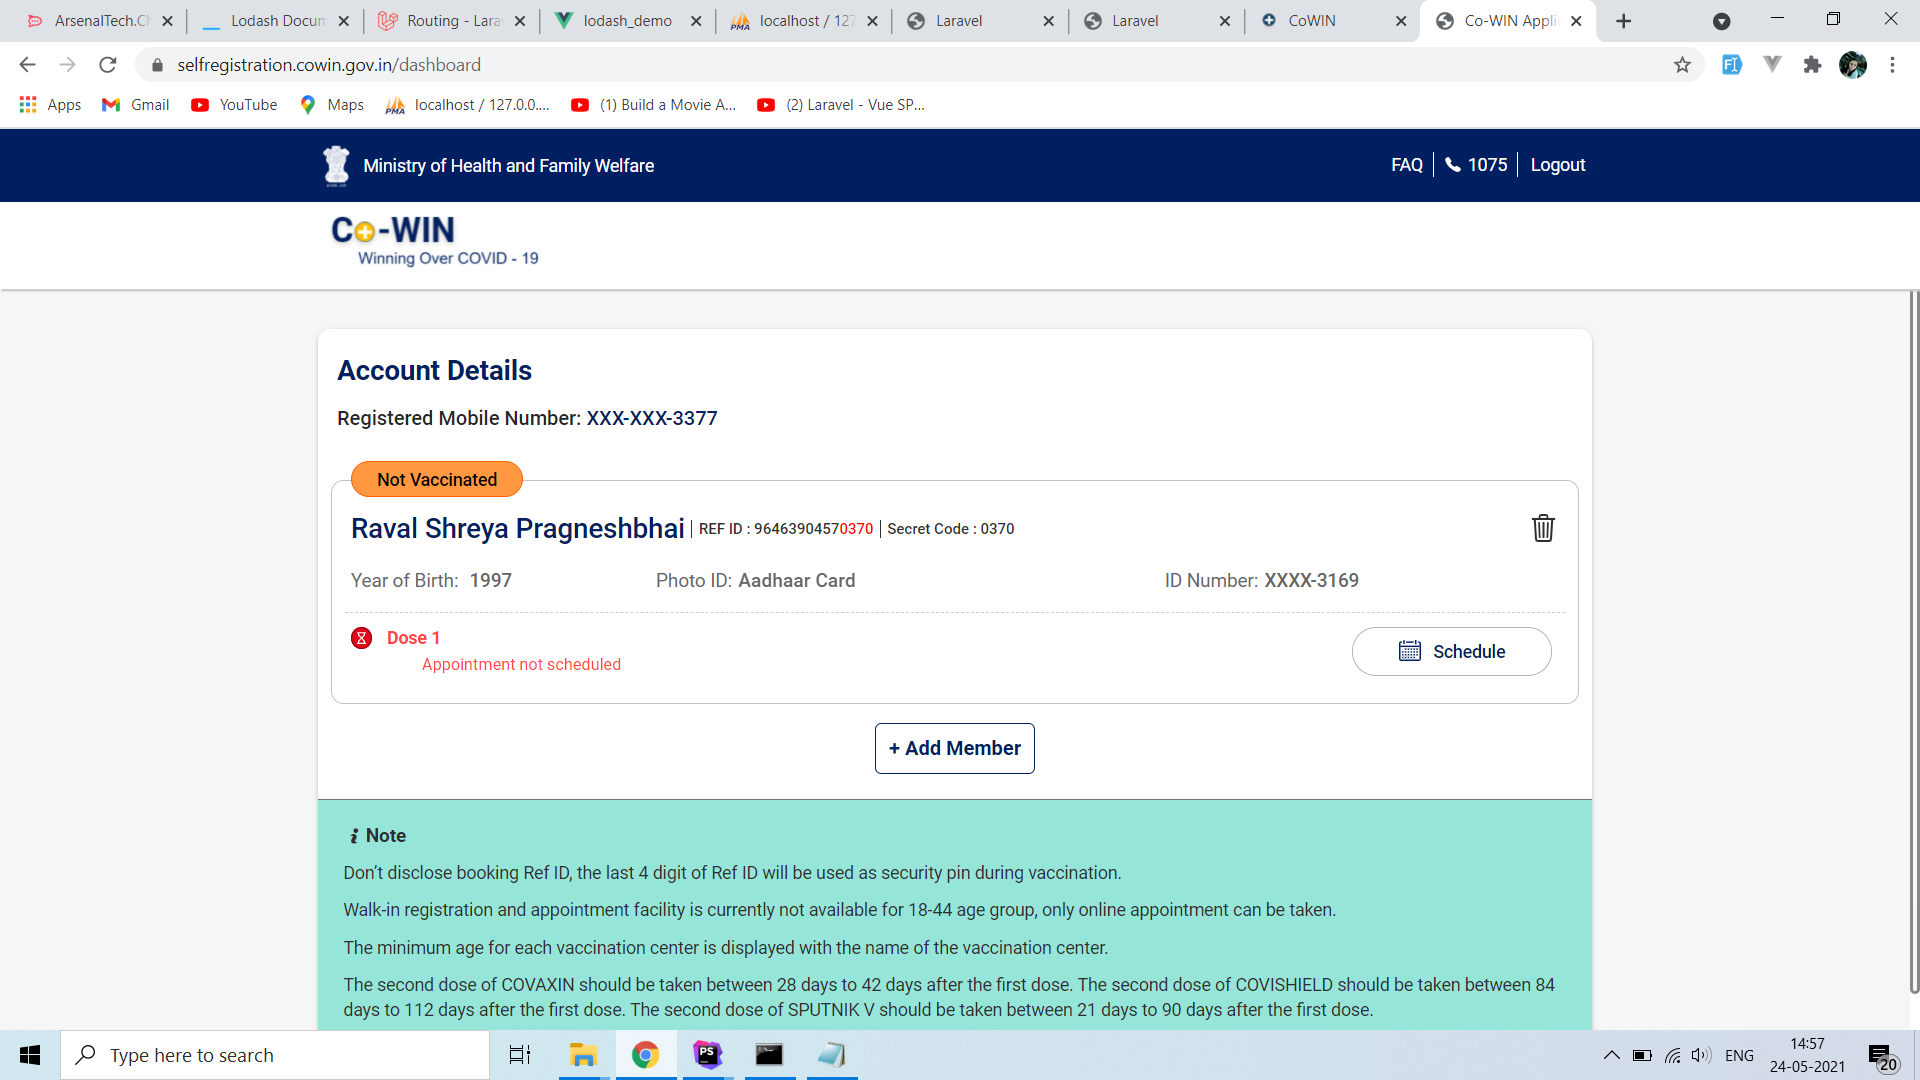 ArsenalTech.Ch
Lodash Docum
Routing - Lara
lodash_demo
localhost / 127
Laravel
Laravel
CoWIN
Co-WIN Appli
selfregistration.cowin.gov.in/dashboard
Apps
Gmail
YouTube
Maps
localhost / 127.0.0....
(1) Build a Movie A...
(2) Laravel - Vue SP...
Ministry of Health and Family Welfare
FAQ
1075
Logout
Co-WIN
Winning Over COVID - 19
Account Details
Registered Mobile Number: XXX-XXX-3377
Not Vaccinated
Raval Shreya Pragneshbhai | REF ID : 96463904570370 | Secret Code : 0370
Year of Birth: 1997
Photo ID: Aadhaar Card
ID Number: XXXX-3169
Dose 1
Appointment not scheduled
Schedule
+ Add Member
i Note
Don't disclose booking Ref ID, the last 4 digit of Ref ID will be used as security pin during vaccination.
Walk-in registration and appointment facility is currently not available for 18-44 age group, only online appointment can be taken.
The minimum age for each vaccination center is displayed with the name of the vaccination center.
The second dose of COVAXIN should be taken between 28 days to 42 days after the first dose. The second dose of COVISHIELD should be taken between 84
days to 112 days after the first dose. The second dose of SPUTNIK V should be taken between 21 days to 90 days after the first dose.
Type here to search
PS
ENG
14:57
24-05-2021
20